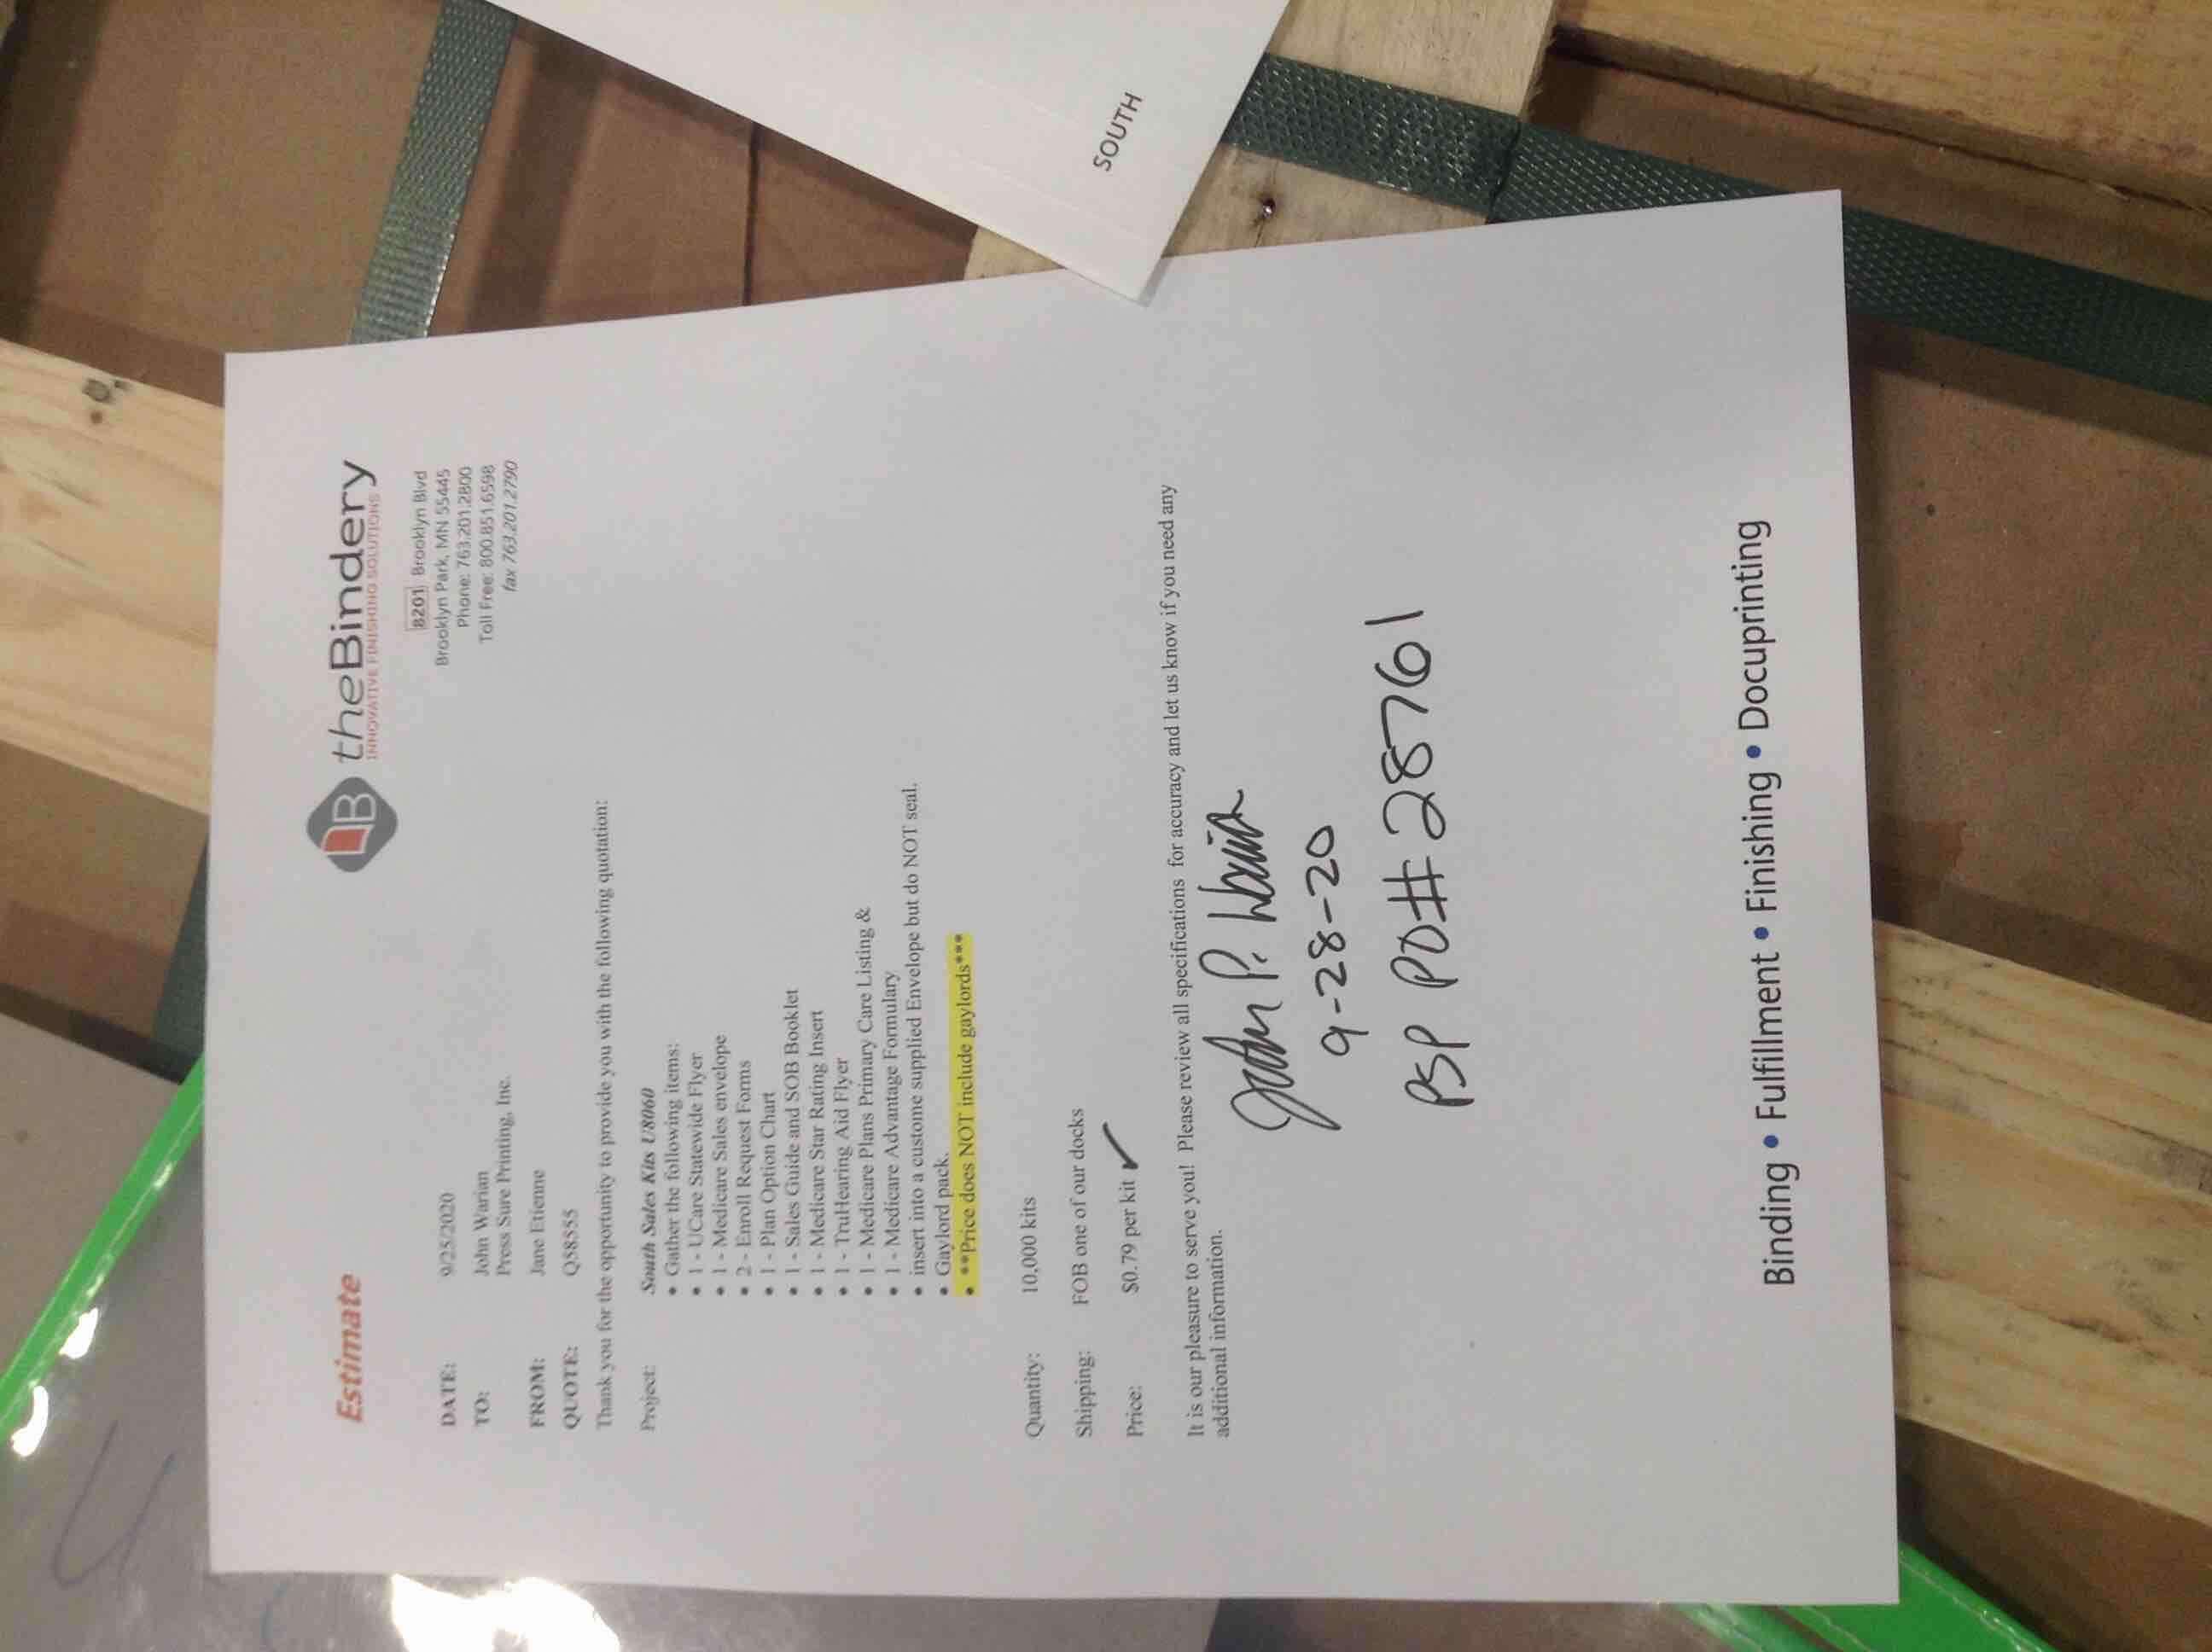 SOUTH
theBindery
INNOVATIVE FINISHING SOLUTIONS
8201 Brooklyn Blvd
Brooklyn Park, MN 55445
Phone: 763.201.2800
Toll Free: 800.851.6598
fax 763.201.2790
Estimate
DATE: 9/25/2020
TO: John Warian
Press Sure Printing, Inc.
FROM: Jane Etienne
QUOTE: Q58555
Thank you for the opportunity to provide you with the following quotation:
Project: South Sales Kits U8060
• Gather the following items:
• 1 - UCare Statewide Flyer
• 1 - Medicare Sales envelope
• 2 - Enroll Request Forms
• 1 - Plan Option Chart
• 1 - Sales Guide and SOB Booklet
• 1 - Medicare Star Rating Insert
• 1 - TruHearing Aid Flyer
• 1 - Medicare Plans Primary Care Listing &
• 1 - Medicare Advantage Formulary
• insert into a custome supplied Envelope but do NOT seal.
• Gaylord pack.
• **Price does NOT include gaylords***
Quantity: 10,000 kits
Shipping: FOB one of our docks
Price: $0.79 per kit ✓
It is our pleasure to serve you! Please review all specifications for accuracy and let us know if you need any
additional information.
John P. Warian
9-28-20
PSP PO# 28761
Binding • Fulfillment • Finishing • Docuprinting